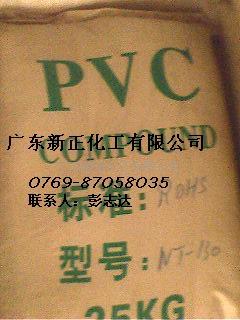 PVC
广东新正化工有限公司
COMPOUND
0769-87058035
标准: ROHS
联系人：彭志达
型号: NT-130
25KG